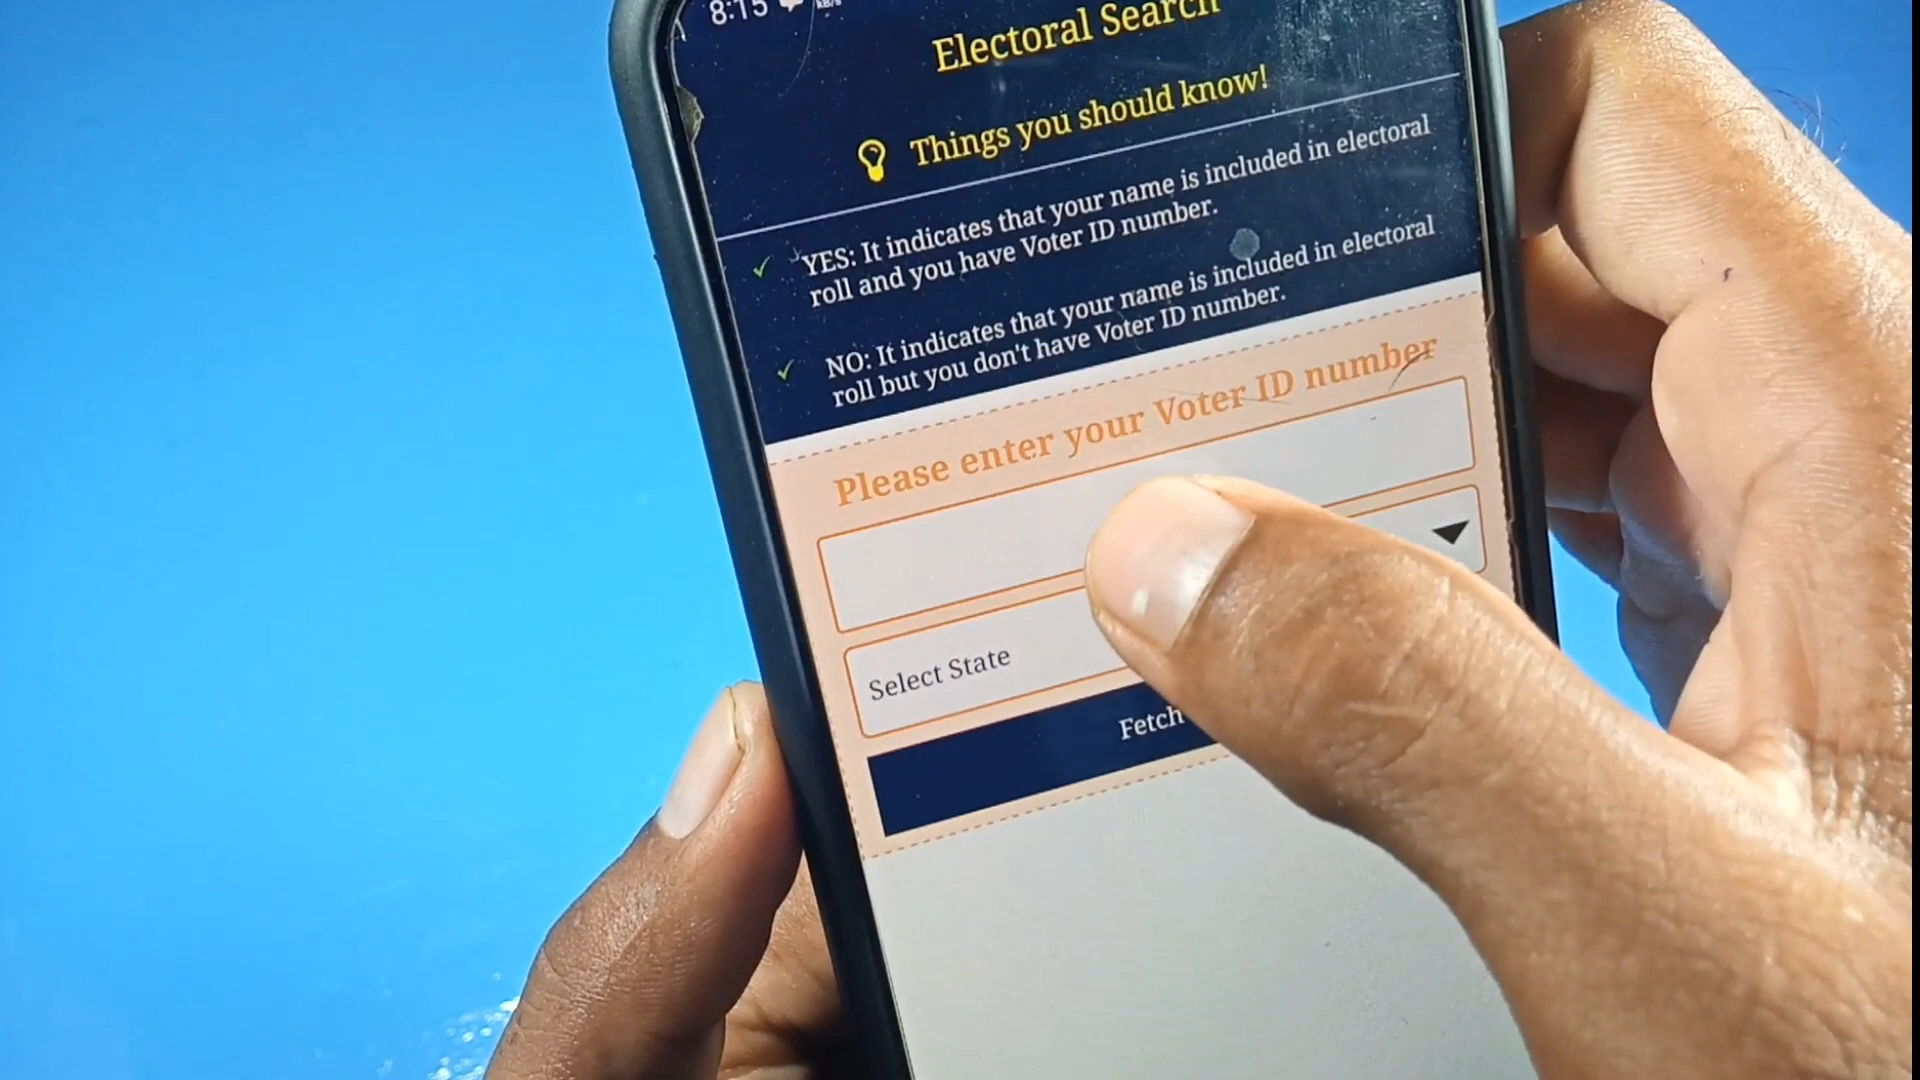 8:15
KB/s
Electoral Search
Things you should know!
YES: It indicates that your name is included in electoral
roll and you have Voter ID number.
NO: It indicates that your name is included in electoral
roll but you don't have Voter ID number.
Please enter your Voter ID number
Select State
Fetch